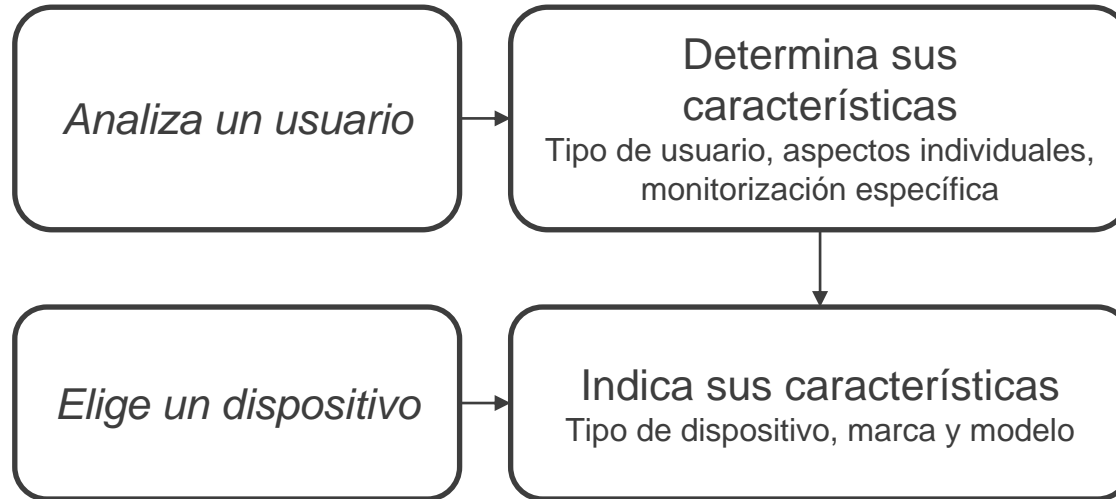 Analiza un usuario
Determina sus
características
Tipo de usuario, aspectos individuales,
monitorización específica
Elige un dispositivo
Indica sus características
Tipo de dispositivo, marca y modelo